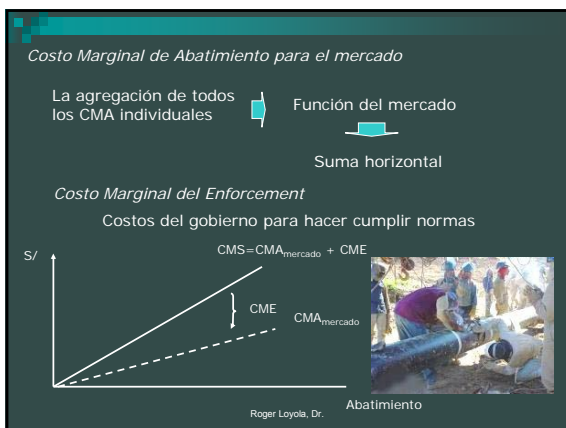 Costo Marginal de Abatimiento para el mercado
La agregación de todos
los CMA individuales
Función del mercado
Suma horizontal
Costo Marginal del Enforcement
Costos del gobierno para hacer cumplir normas
S/
CMS=CMAmercado + CME
CME
CMAmercado
Abatimiento
Roger Loyola, Dr.